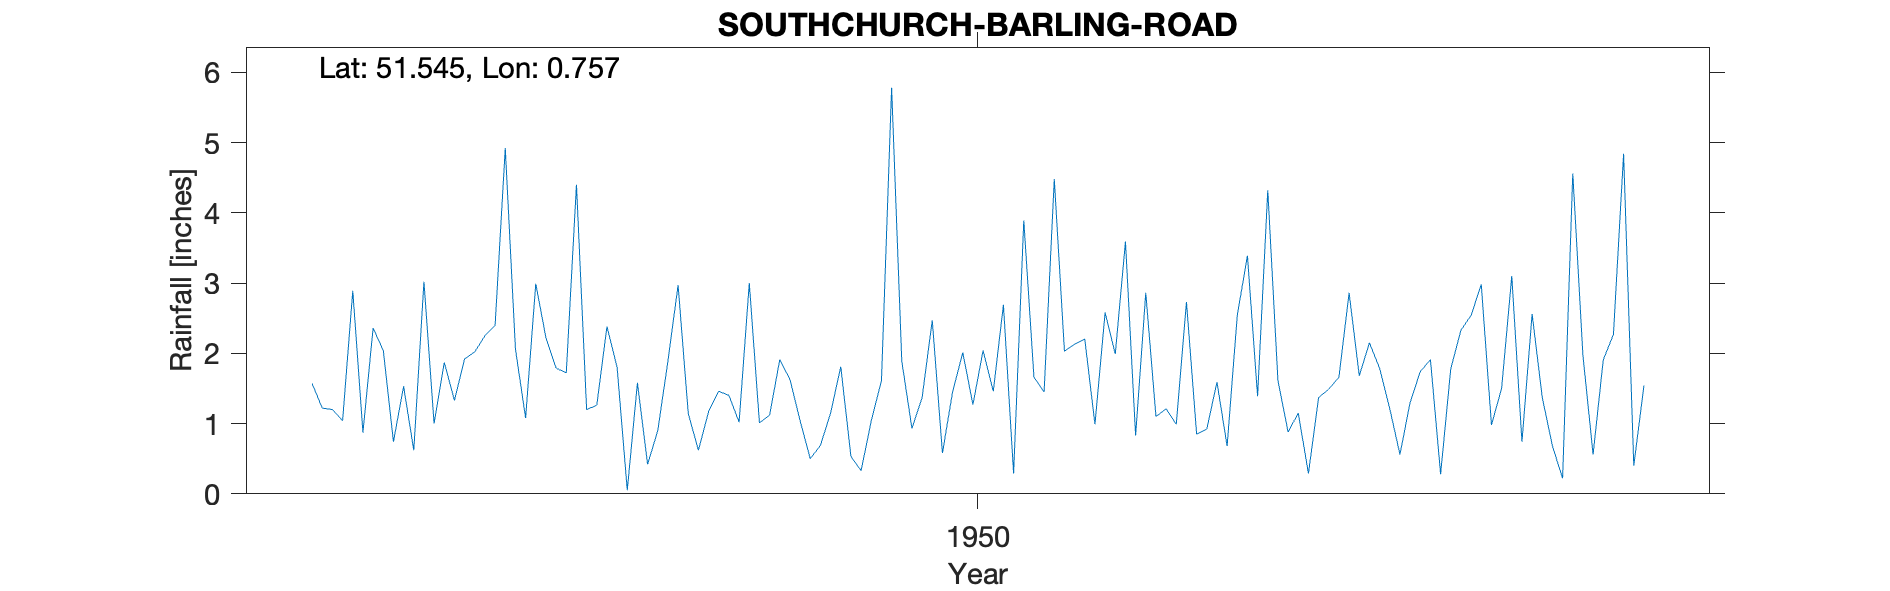 SOUTHCHURCH-BARLING-ROAD
Lat: 51.545, Lon: 0.757
6
5
4
3
2
1
0
Rainfall [inches]
1950
Year